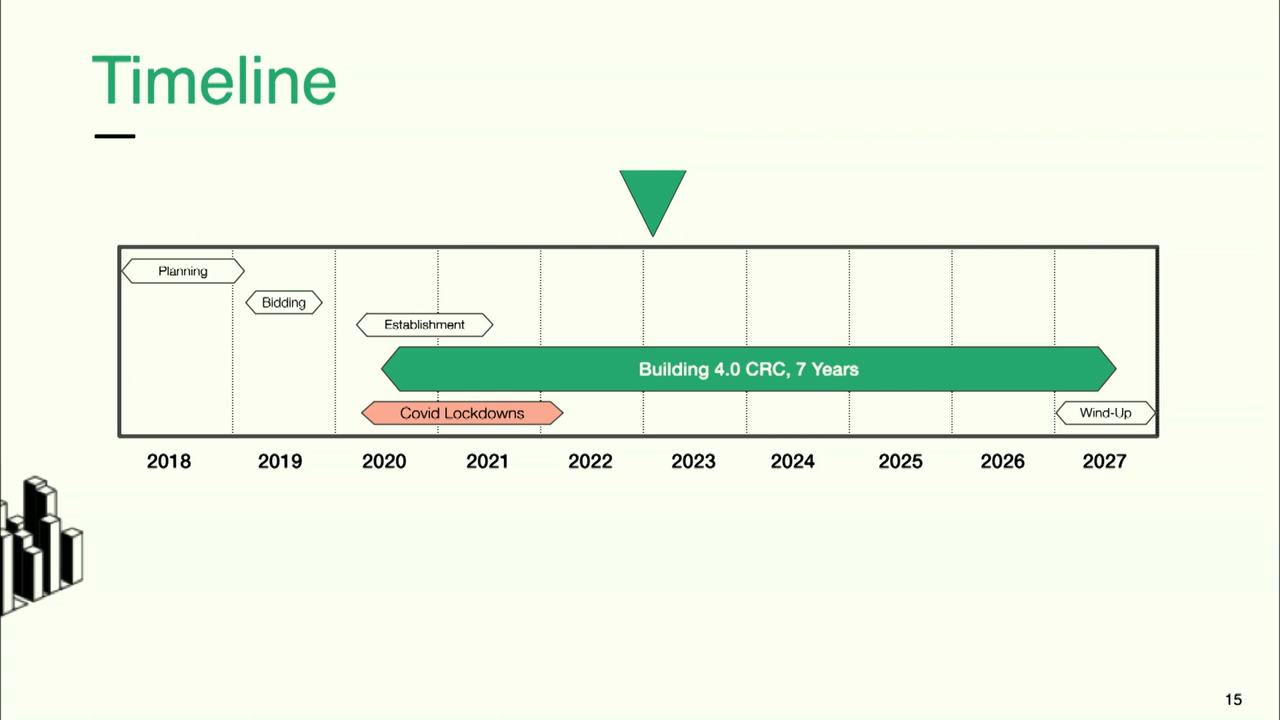 Timeline
Planning
Bidding
Establishment
Building 4.0 CRC, 7 Years
Covid Lockdowns
Wind-Up
2018 2019 2020 2021 2022 2023 2024 2025 2026 2027
15